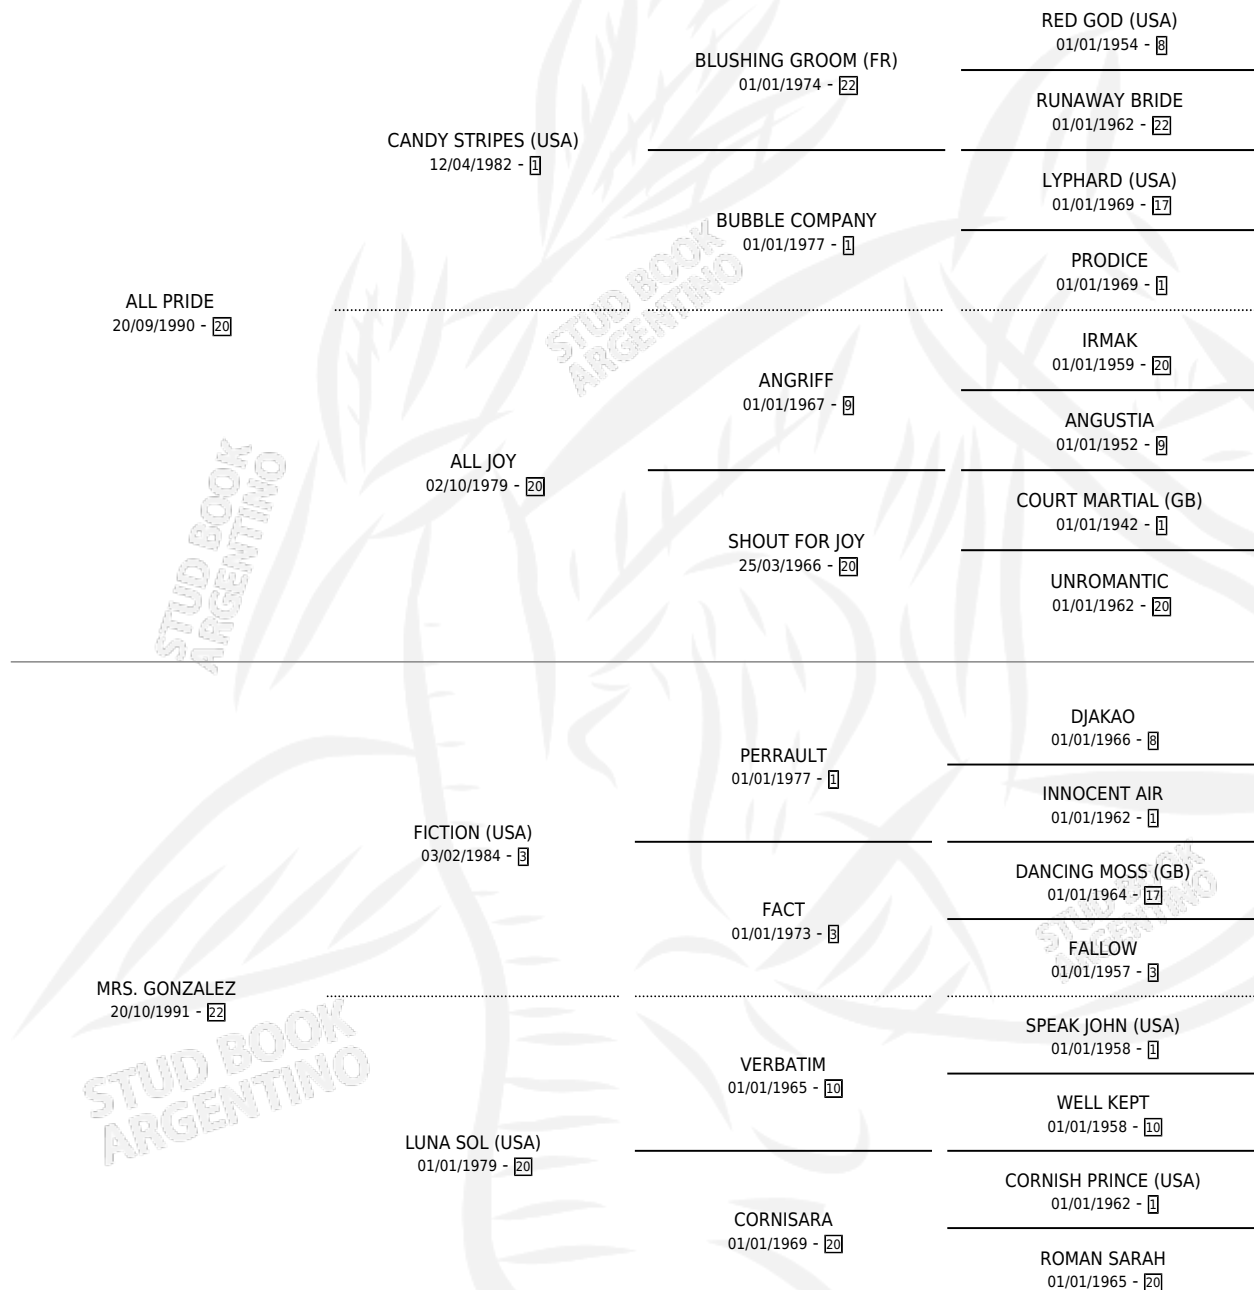 RED GOD (USA)
01/01/1954 - 8
BLUSHING GROOM (FR)
01/01/1974 - 22
RUNAWAY BRIDE
01/01/1962 - 22
CANDY STRIPES (USA)
12/04/1982 - 1
LYPHARD (USA)
01/01/1969 - 17
BUBBLE COMPANY
01/01/1977 - 1
PRODICE
01/01/1969 - 1
ALL PRIDE
20/09/1990 - 20
IRMAK
01/01/1959 - 20
ANGRIFF
01/01/1967 - 9
ANGUSTIA
01/01/1952 - 9
ALL JOY
02/10/1979 - 20
COURT MARTIAL (GB)
01/01/1942 - 1
SHOUT FOR JOY
25/03/1966 - 20
UNROMANTIC
01/01/1962 - 20
STUD BOOK
ARGENTINO
STUD BOOK
ARGENTINO
DJAKAO
01/01/1966 - 8
PERRAULT
01/01/1977 - 1
INNOCENT AIR
01/01/1962 - 1
FICTION (USA)
03/02/1984 - 3
DANCING MOSS (GB)
01/01/1964 - 17
FACT
01/01/1973 - 3
FALLOW
01/01/1957 - 3
STUD BOOK
ARGENTINO
MRS. GONZALEZ
20/10/1991 - 22
STUD BOOK
ARGENTINO
SPEAK JOHN (USA)
01/01/1958 - 1
VERBATIM
01/01/1965 - 10
WELL KEPT
01/01/1958 - 10
LUNA SOL (USA)
01/01/1979 - 20
CORNISH PRINCE (USA)
01/01/1962 - 1
CORNISARA
01/01/1969 - 20
ROMAN SARAH
01/01/1965 - 20